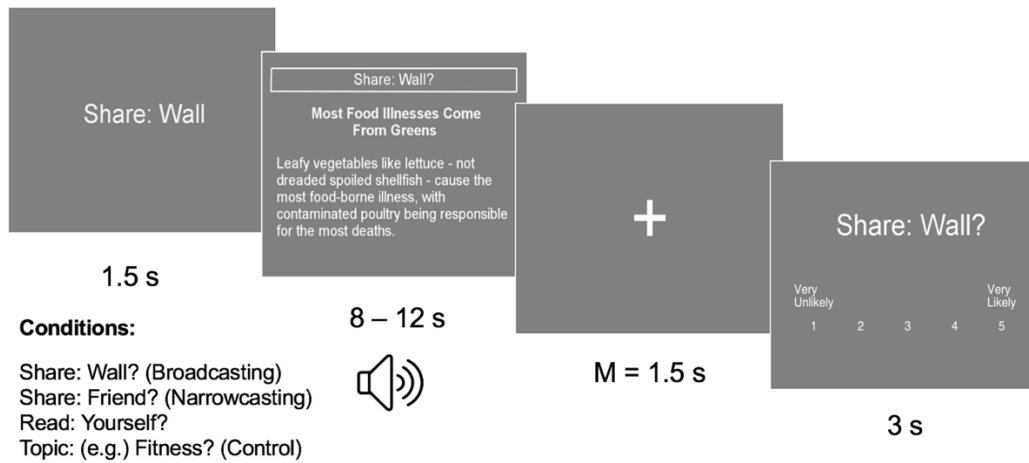 Share: Wall
1.5 s
Share: Wall?
Most Food Illnesses Come
From Greens
Leafy vegetables like lettuce - not
dreaded spoiled shellfish - cause the
most food-borne illness, with
contaminated poultry being responsible
for the most deaths.
8 – 12 s
+
M = 1.5 s
Share: Wall?
Very
Unlikely
Very
Likely
1 2 3 4 5
3 s
Conditions:
Share: Wall? (Broadcasting)
Share: Friend? (Narrowcasting)
Read: Yourself?
Topic: (e.g.) Fitness? (Control)